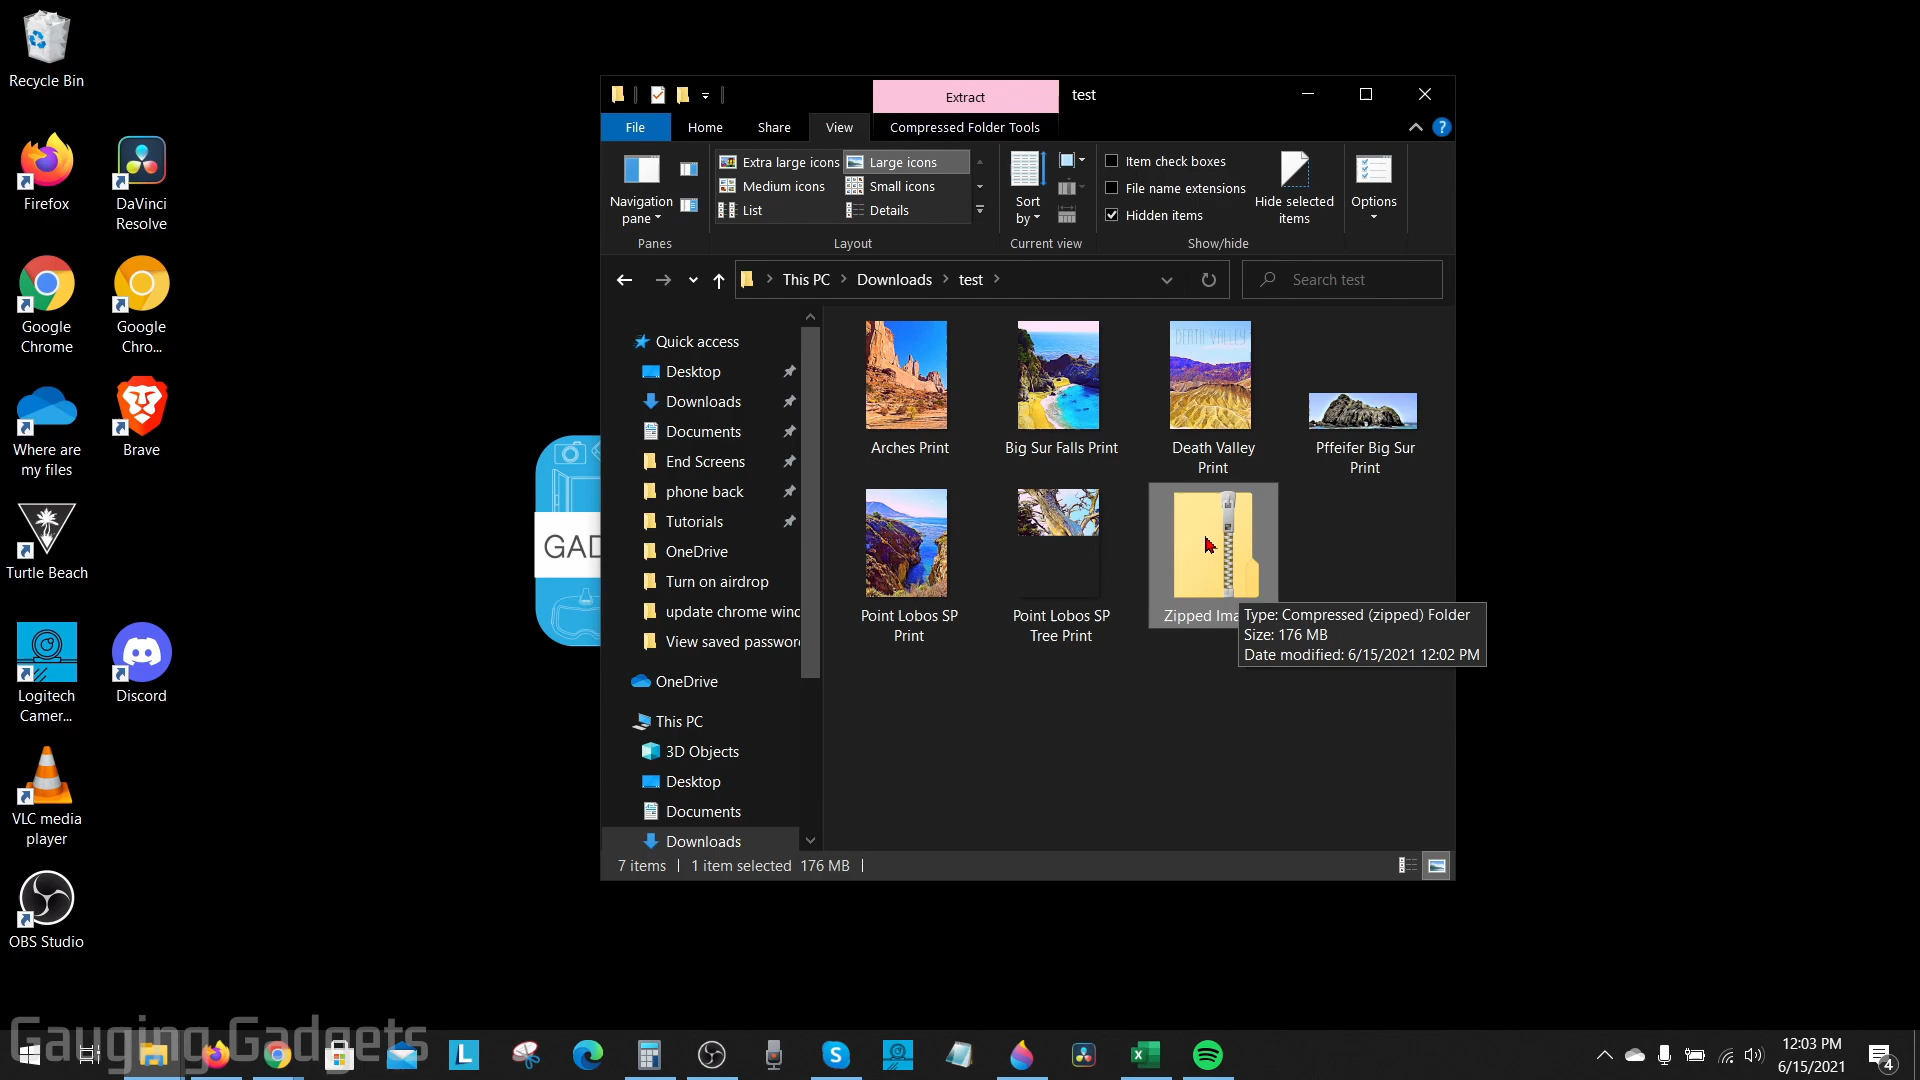 Recycle Bin
Firefox
DaVinci
Resolve
Google
Chrome
Google
Chro...
Where are
my files
Brave
Turtle Beach
Logitech
Camer...
Discord
VLC media
player
OBS Studio
GAD
Extract
test
File
Home
Share
View
Compressed Folder Tools
Navigation
pane
Panes
Extra large icons
Large icons
Medium icons
Small icons
List
Details
Layout
Sort
by
Current view
Item check boxes
File name extensions
Hidden items
Hide selected
items
Show/hide
Options
This PC
Downloads
test
Search test
Quick access
Desktop
Downloads
Documents
End Screens
phone back
Tutorials
OneDrive
Turn on airdrop
update chrome winc
View saved passwor
OneDrive
This PC
3D Objects
Desktop
Documents
Downloads
DEATH VALLEY
Arches Print
Big Sur Falls Print
Death Valley
Print
Pffeifer Big Sur
Print
Point Lobos SP
Print
Point Lobos SP
Tree Print
Zipped Ima
Type: Compressed (zipped) Folder
Size: 176 MB
Date modified: 6/15/2021 12:02 PM
7 items
1 item selected 176 MB
Gauging Gadgets
L
12:03 PM
6/15/2021
4